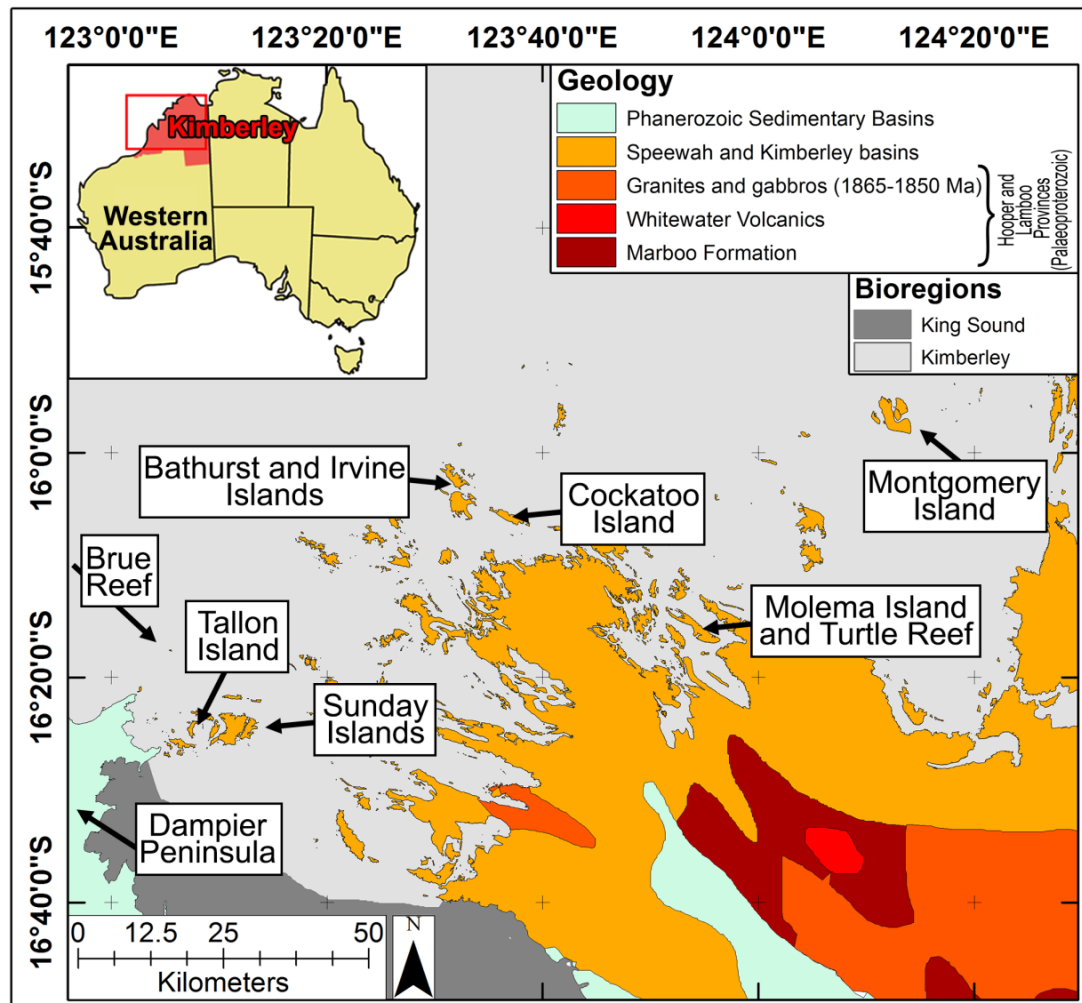 123°0'0"E
123°20'0"E
123°40'0"E
124°0'0"E
124°20'0"E
15°40'0"S
16°0'0"S
16°20'0"S
16°40'0"S
Kimberley
Western
Australia
Geology
Phanerozoic Sedimentary Basins
Speewah and Kimberley basins
Granites and gabbros (1865-1850 Ma)
Whitewater Volcanics
Marboo Formation
Hooper and
Lamboo
Provinces
(Palaeoproterozoic)
Bioregions
King Sound
Kimberley
Bathurst and Irvine
Islands
Cockatoo
Island
Montgomery
Island
Brue
Reef
Tallon
Island
Sunday
Islands
Molema Island
and Turtle Reef
Dampier
Peninsula
0 12.5 25 50
Kilometers
N